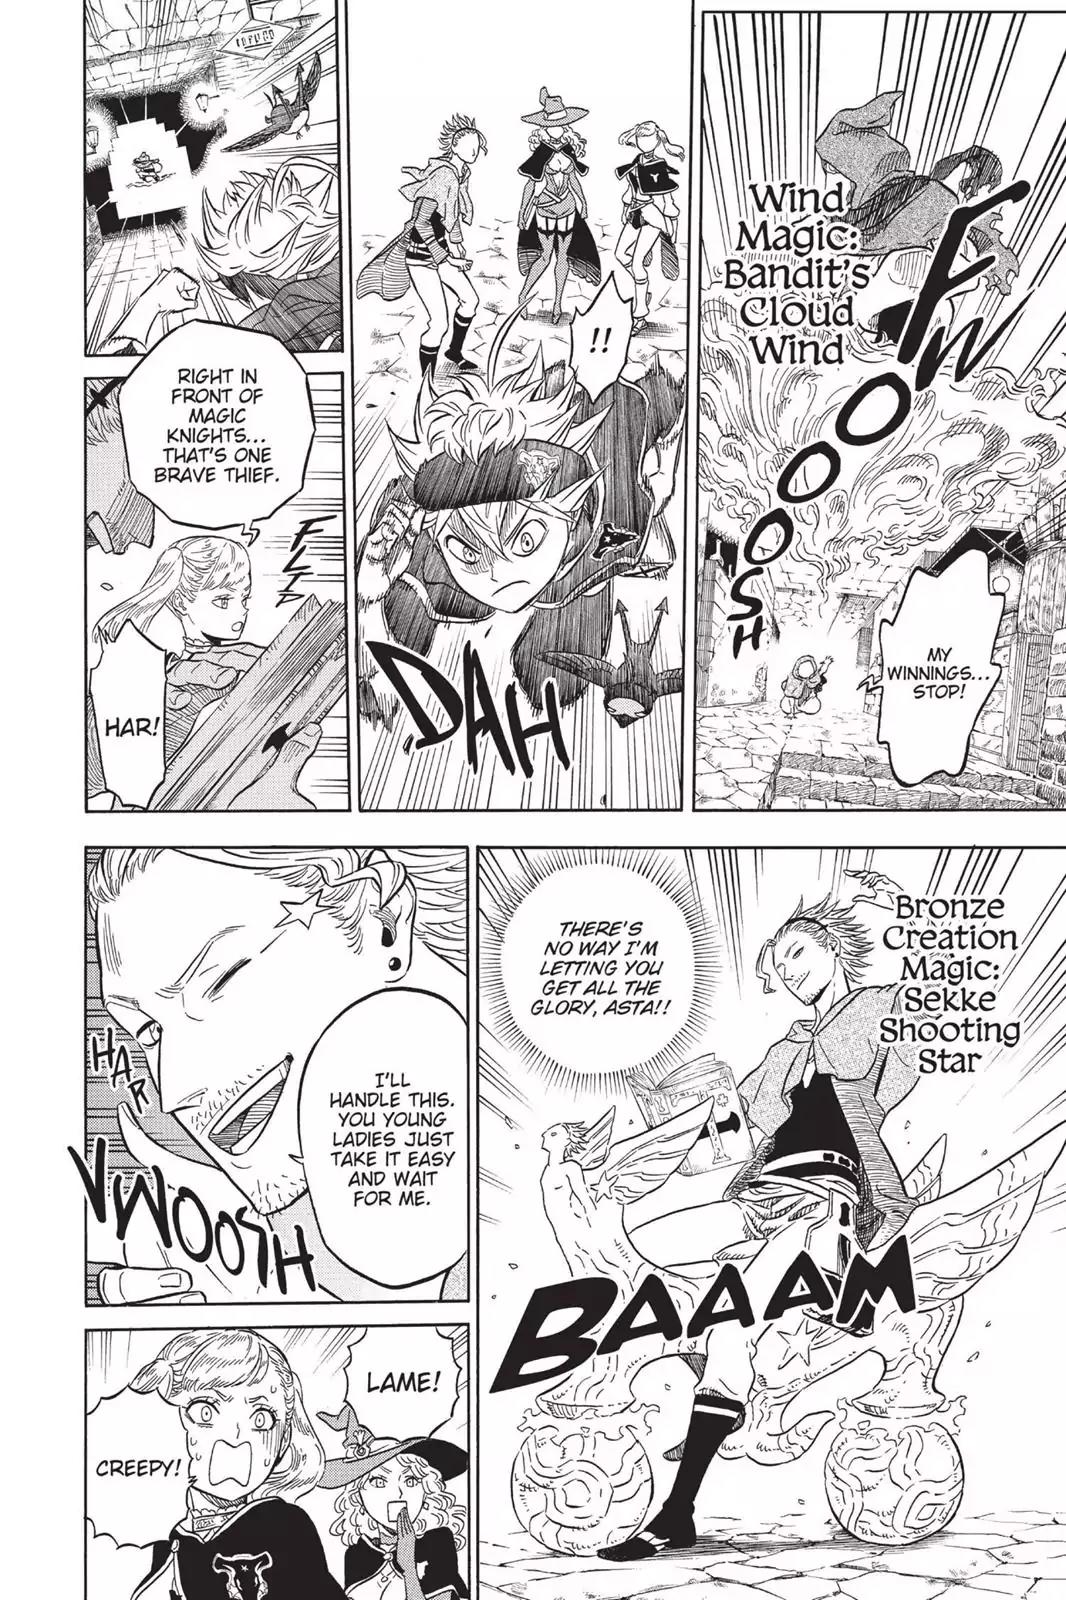 Wind
Magic:
Bandit's
Cloud
Wind
FWOOOOOSH
MY
WINNINGS...
STOP!
!!
DAH
RIGHT IN
FRONT OF
MAGIC
KNIGHTS...
THAT'S ONE
BRAVE THIEF.
FLIP
HAR!
Bronze
Creation
Magic:
Sekke
Shooting
Star
THERE'S
NO WAY I'M
LETTING YOU
GET ALL THE
GLORY, ASTA!!
BAAAM
I'LL
HANDLE THIS.
YOU YOUNG
LADIES JUST
TAKE IT EASY
AND WAIT
FOR ME.
HAR
VWOOSH
LAME!
CREEPY!